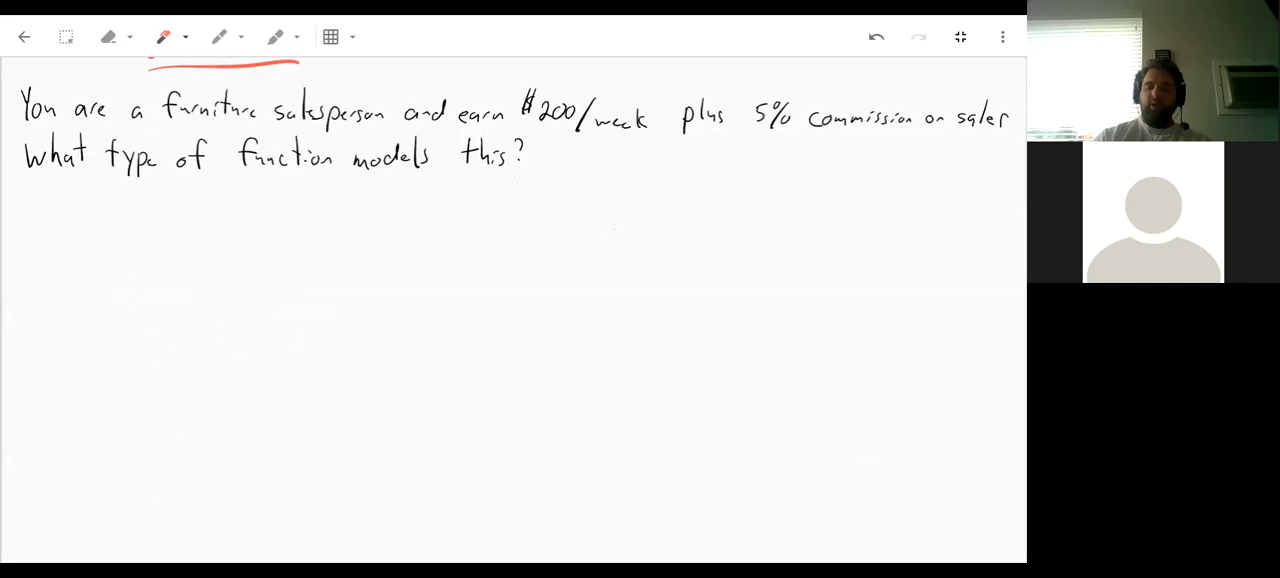 You are a furniture salesperson and earn $200/week plus 5% commission on sales
What type of function models this?